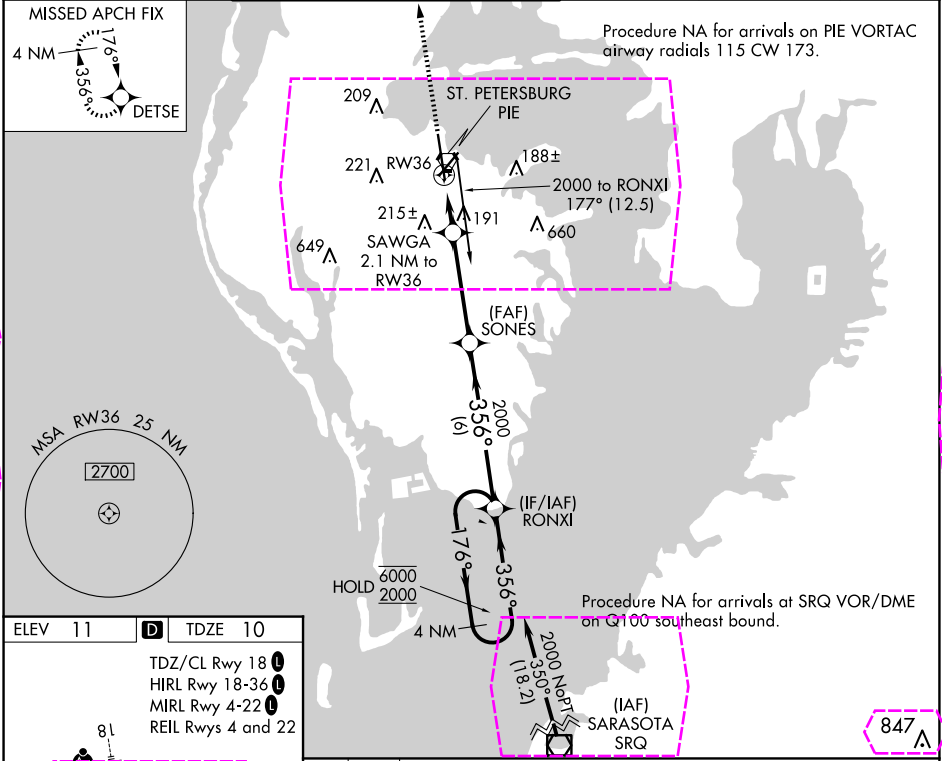 MISSED APCH FIX
4 NM
176°
356°
DETSE
Procedure NA for arrivals on PIE VORTAC
airway radials 115 CW 173.
209
ST. PETERSBURG
PIE
221
RW36
188±
2000 to RONXI
177° (12.5)
215±
191
660
649
SAWGA
2.1 NM to
RW36
(FAF)
SONES
2000
356°
(6)
MSA RW36 25 NM
2700
(IF/IAF)
RONXI
176°
356°
HOLD
6000
2000
4 NM
Procedure NA for arrivals at SRQ VOR/DME
on Q100 southeast bound.
2000 NoPT
350°
(18.2)
(IAF)
SARASOTA
SRQ
847
ELEV 11
D
TDZE 10
TDZ/CL Rwy 18 L
HIRL Rwy 18-36 L
MIRL Rwy 4-22 L
REIL Rwys 4 and 22
18